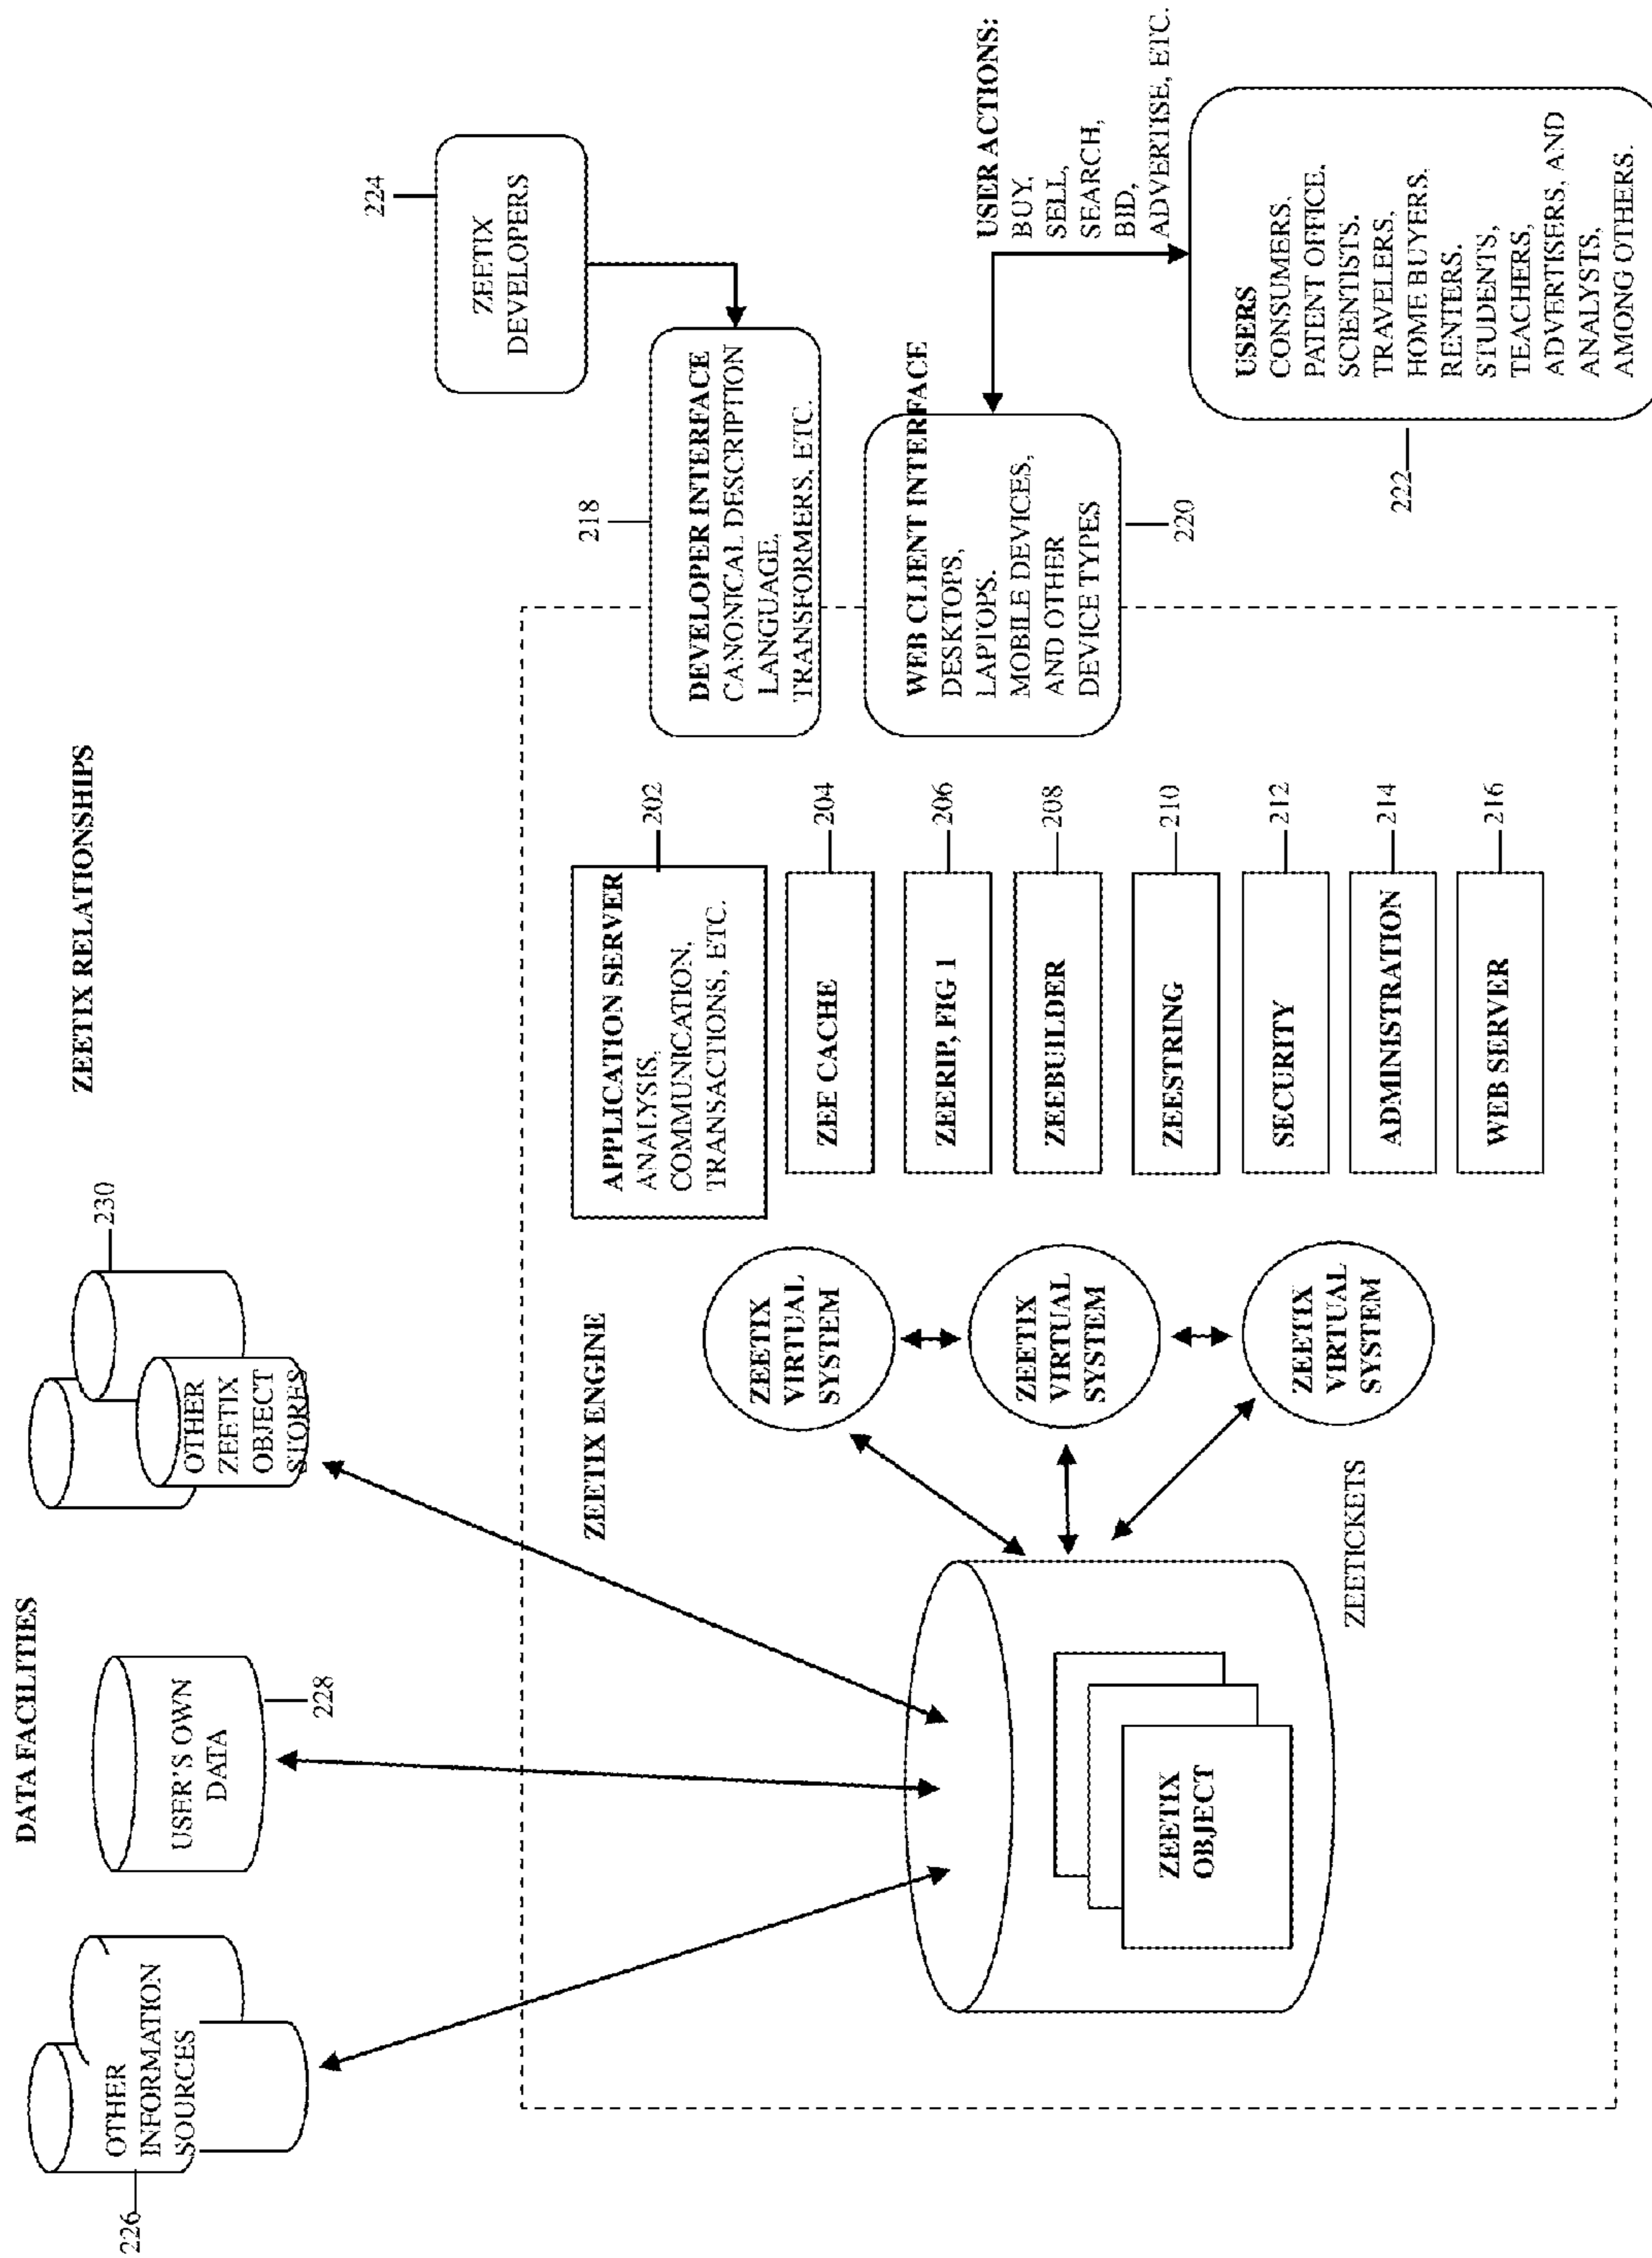 ZEETIX RELATIONSHIPS
DATA FACILITIES
226
OTHER
INFORMATION
SOURCES
USER'S OWN
DATA
228
OTHER
ZEETIX
OBJECT
STORES
230
ZEETIX ENGINE
ZEETIX
OBJECT
ZEETICKETS
ZEETIX
VIRTUAL
SYSTEM
ZEETIX
VIRTUAL
SYSTEM
ZEETIX
VIRTUAL
SYSTEM
APPLICATION SERVER
ANALYSIS,
COMMUNICATION,
TRANSACTIONS, ETC.
202
ZEE CACHE
204
ZEERIP, FIG 1
206
ZEEBUILDER
208
ZEESTRING
210
SECURITY
212
ADMINISTRATION
214
WEB SERVER
216
218
DEVELOPER INTERFACE
CANONICAL DESCRIPTION
LANGUAGE,
TRANSFORMERS, ETC.
WEB CLIENT INTERFACE
DESKTOPS,
LAPTOPS.
MOBILE DEVICES,
AND OTHER
DEVICE TYPES
220
224
ZEETIX
DEVELOPERS
USER ACTIONS:
BUY,
SELL,
SEARCH,
BID,
ADVERTISE, ETC.
USERS
CONSUMERS,
PATENT OFFICE.
SCIENTISTS.
TRAVELERS,
HOME BUYERS.
RENTERS.
STUDENTS,
TEACHERS,
ADVERTISERS, AND
ANALYSTS,
AMONG OTHERS.
222